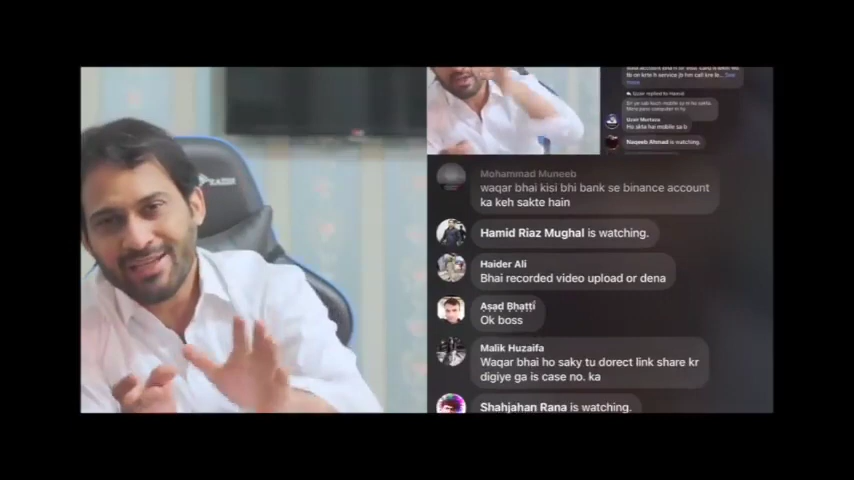 Uzair replied to Hamid
Uzair Murtaza
Ho akta hai mobile sa b
Naqeeb Ahmad is watching.
Mohammad Muneeb
waqar bhai kisi bhi bank se binance account
ka keh sakte hain
Hamid Riaz Mughal is watching.
Haider Ali
Bhai recorded video upload or dena
Asad Bhatti
Ok boss
Malik Huzaifa
Waqar bhai ho saky tu dorect link share kr
digiye ga is case no. ka
Shahjahan Rana is watching.